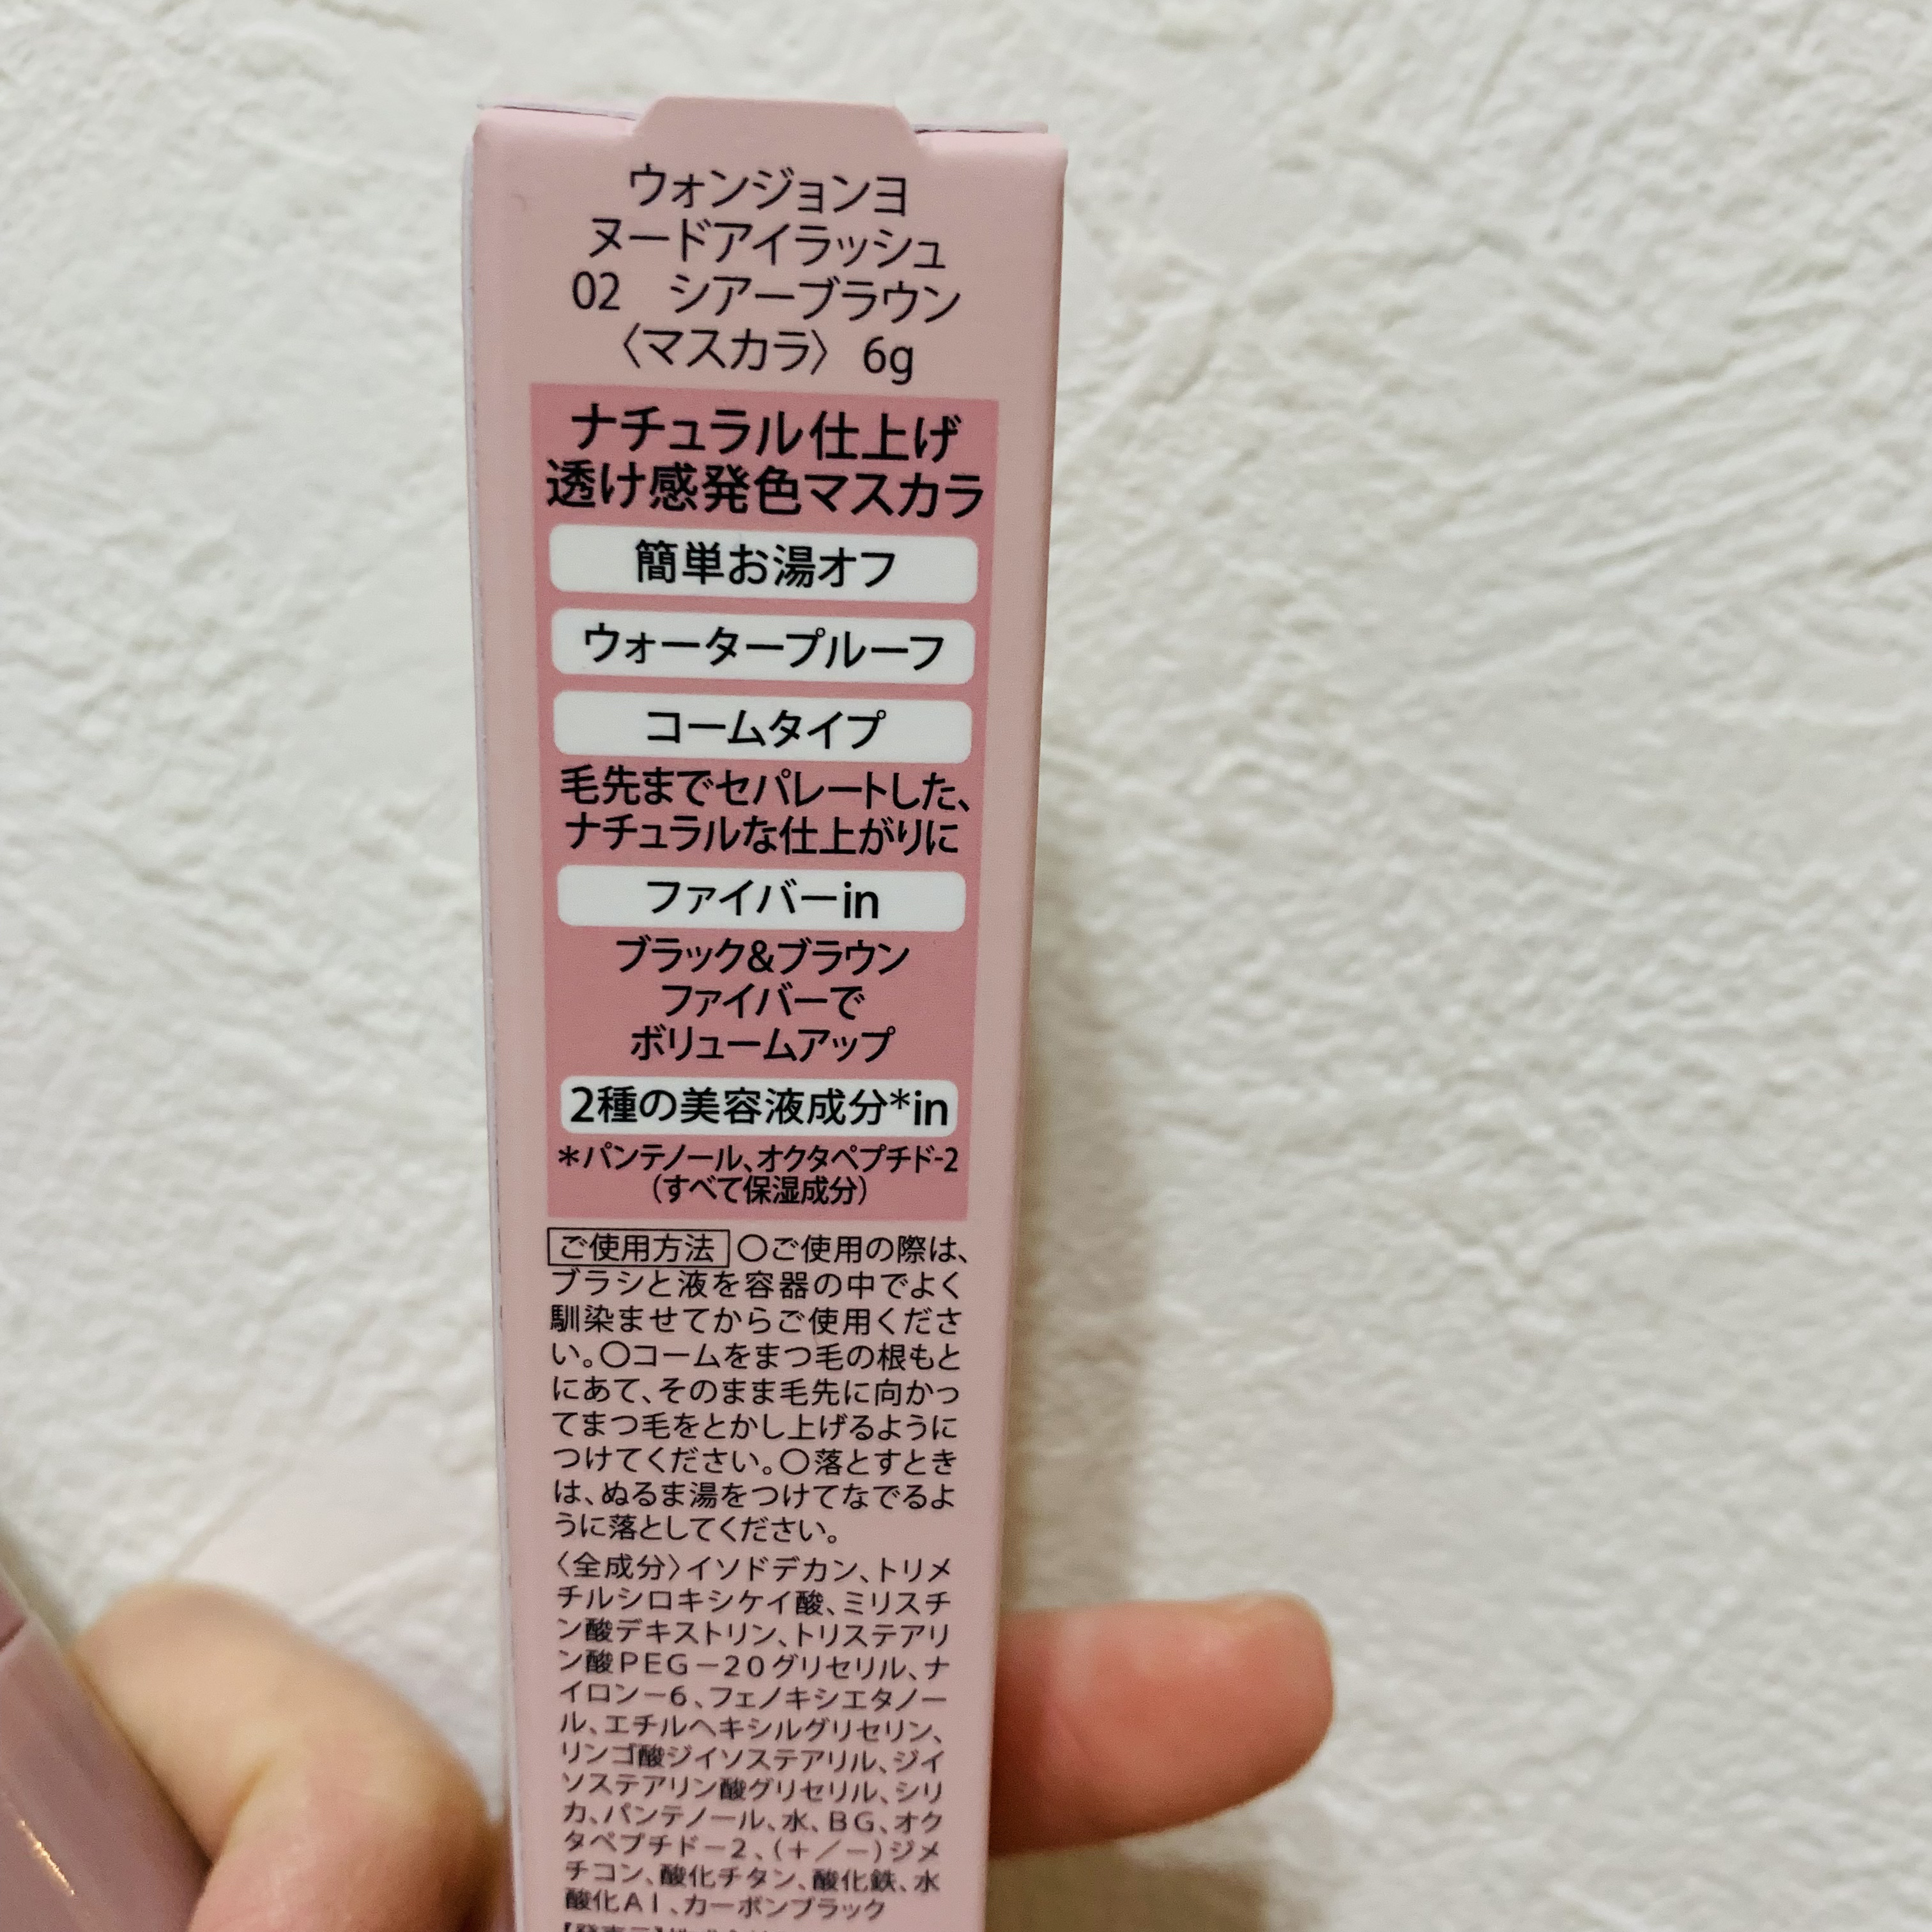 ウォンジョンヨ
ヌードアイラッシュ
02　シアーブラウン
〈マスカラ〉 6g
ナチュラル仕上げ
透け感発色マスカラ
簡単お湯オフ
ウォータープルーフ
コームタイプ
毛先までセパレートした、
ナチュラルな仕上がりに
ファイバーin
ブラック&ブラウン
ファイバーで
ボリュームアップ
2種の美容液成分*in
*パンテノール、オクタペプチド-2
(すべて保湿成分)
ご使用方法 〇ご使用の際は、
ブラシと液を容器の中でよく
馴染ませてからご使用くださ
い。〇コームをまつ毛の根もと
にあて、そのまま毛先に向かっ
てまつ毛をとかし上げるように
つけてください。〇落とすとき
は、ぬるま湯をつけてなでるよ
うに落としてください。
〈全成分〉イソドデカン、トリメ
チルシロキシケイ酸、ミリスチ
ン酸デキストリン、トリステアリ
ン酸PEG－20グリセリル、ナ
イロン－6、フェノキシエタノー
ル、エチルヘキシルグリセリン、
リンゴ酸ジイソステアリル、ジイ
ソステアリン酸グリセリル、シリ
カ、パンテノール、水、BG、オク
タペプチド－2、(＋／－)ジメ
チコン、酸化チタン、酸化鉄、水
酸化Al、カーボンブラック